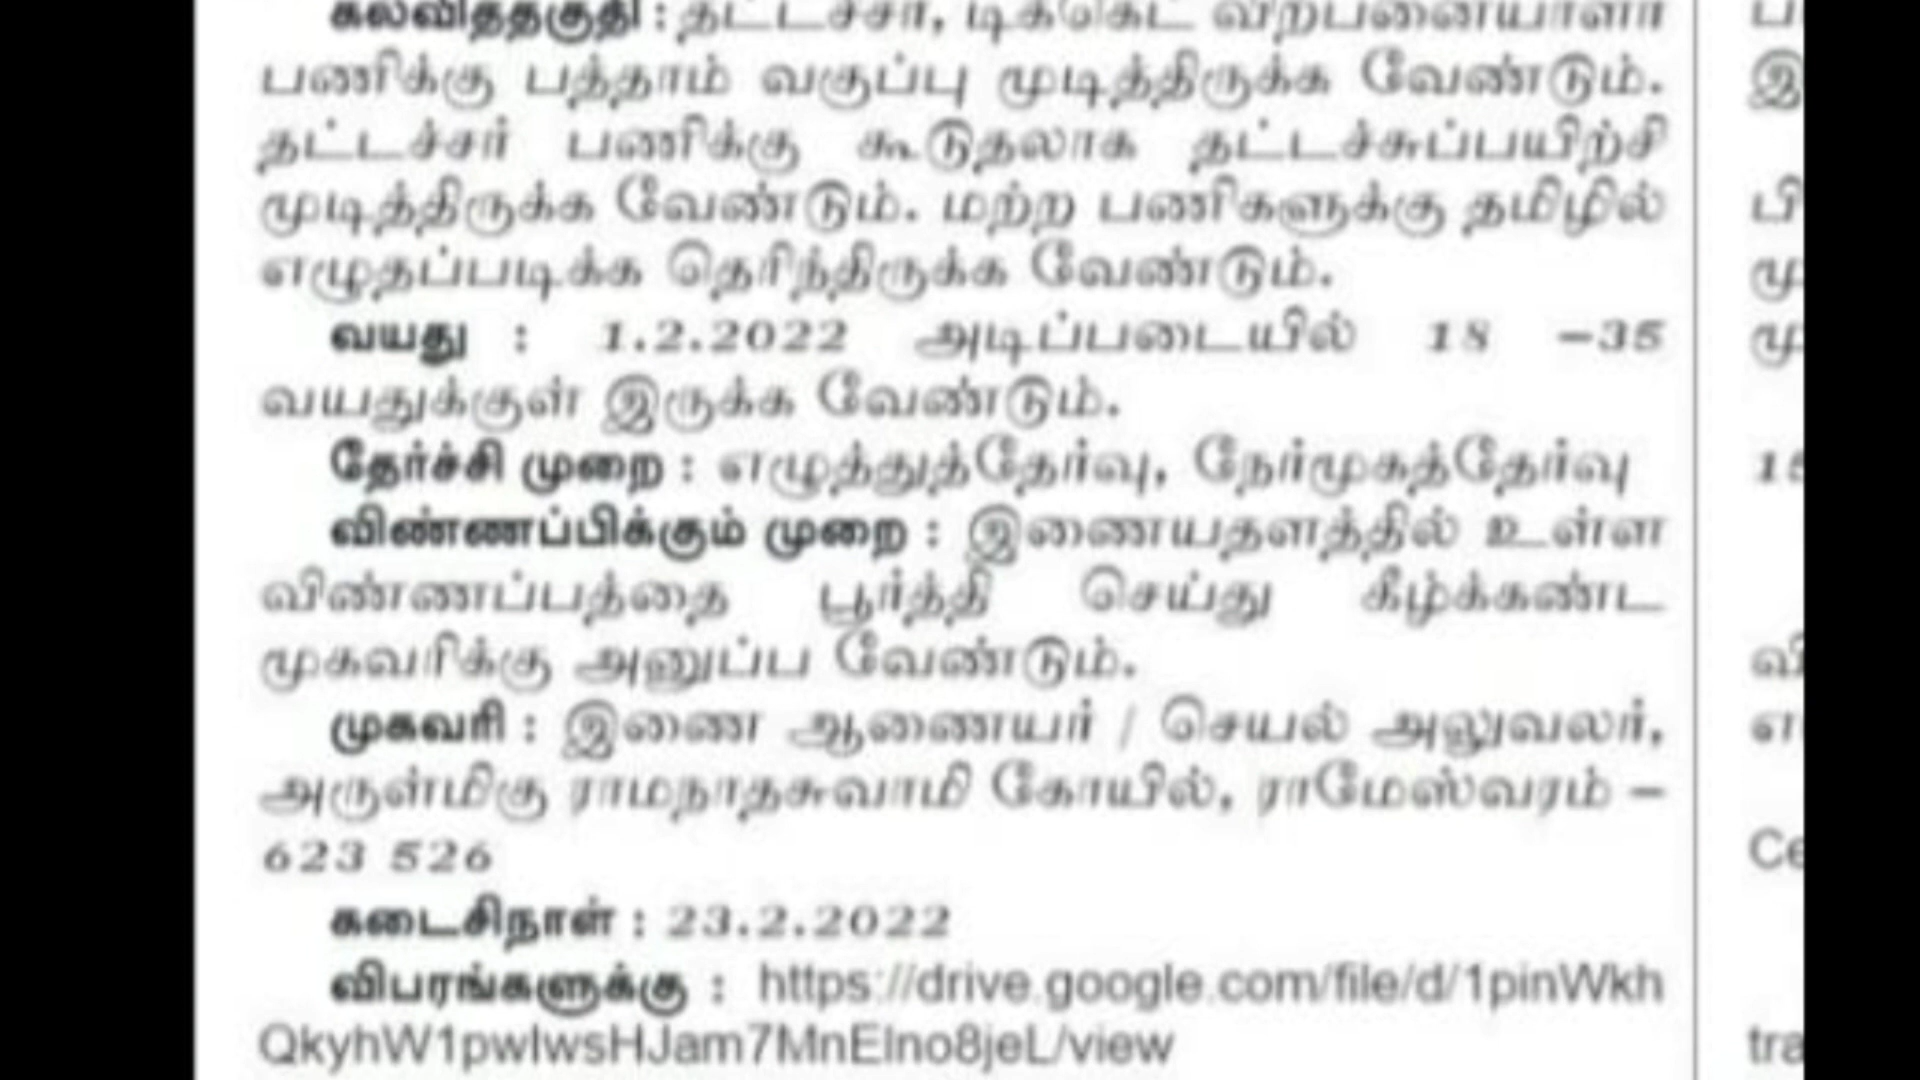 கல்வித்தகுதி : தட்டச்சர், டிக்கெட் விற்பனையாளர்
பணிக்கு பத்தாம் வகுப்பு முடித்திருக்க வேண்டும்.
தட்டச்சர் பணிக்கு கூடுதலாக தட்டச்சுப்பயிற்சி
முடித்திருக்க வேண்டும். மற்ற பணிகளுக்கு தமிழில்
எழுதப்படிக்க தெரிந்திருக்க வேண்டும்.
வயது : 1.2.2022 அடிப்படையில் 18 –35
வயதுக்குள் இருக்க வேண்டும்.
தேர்ச்சி முறை : எழுத்துத்தேர்வு, நேர்முகத்தேர்வு
விண்ணப்பிக்கும் முறை : இணையதளத்தில் உள்ள
விண்ணப்பத்தை பூர்த்தி செய்து கீழ்க்கண்ட
முகவரிக்கு அனுப்ப வேண்டும்.
முகவரி : இணை ஆணையர் / செயல் அலுவலர்,
அருள்மிகு ராமநாதசுவாமி கோயில், ராமேஸ்வரம் –
623 526
கடைசிநாள் : 23.2.2022
விபரங்களுக்கு : https://drive.google.com/file/d/1pinWkh
QkyhW1pwIwsHJam7MnEIno8jeL/view